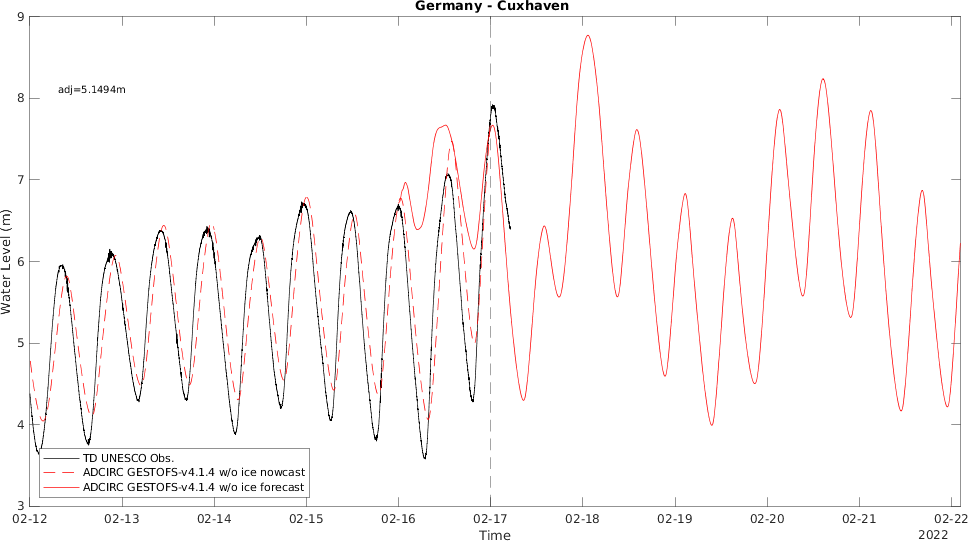 Germany - Cuxhaven
9
8
7
6
5
4
3
Water Level (m)
adj=5.1494m
TD UNESCO Obs.
ADCIRC GESTOFS-v4.1.4 w/o ice nowcast
ADCIRC GESTOFS-v4.1.4 w/o ice forecast
02-12 02-13 02-14 02-15 02-16 02-17 02-18 02-19 02-20 02-21 02-22
Time
2022